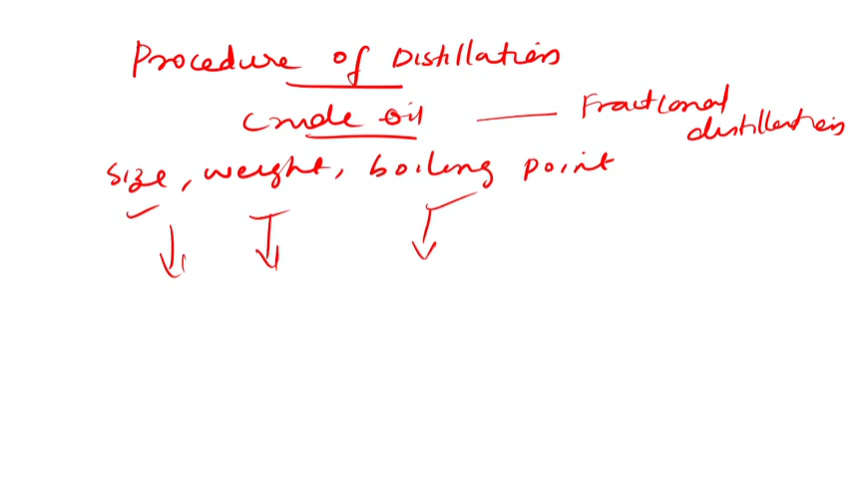 Procedure of Distillation
crude oil — Fractional
distillation
size, weight, boiling point